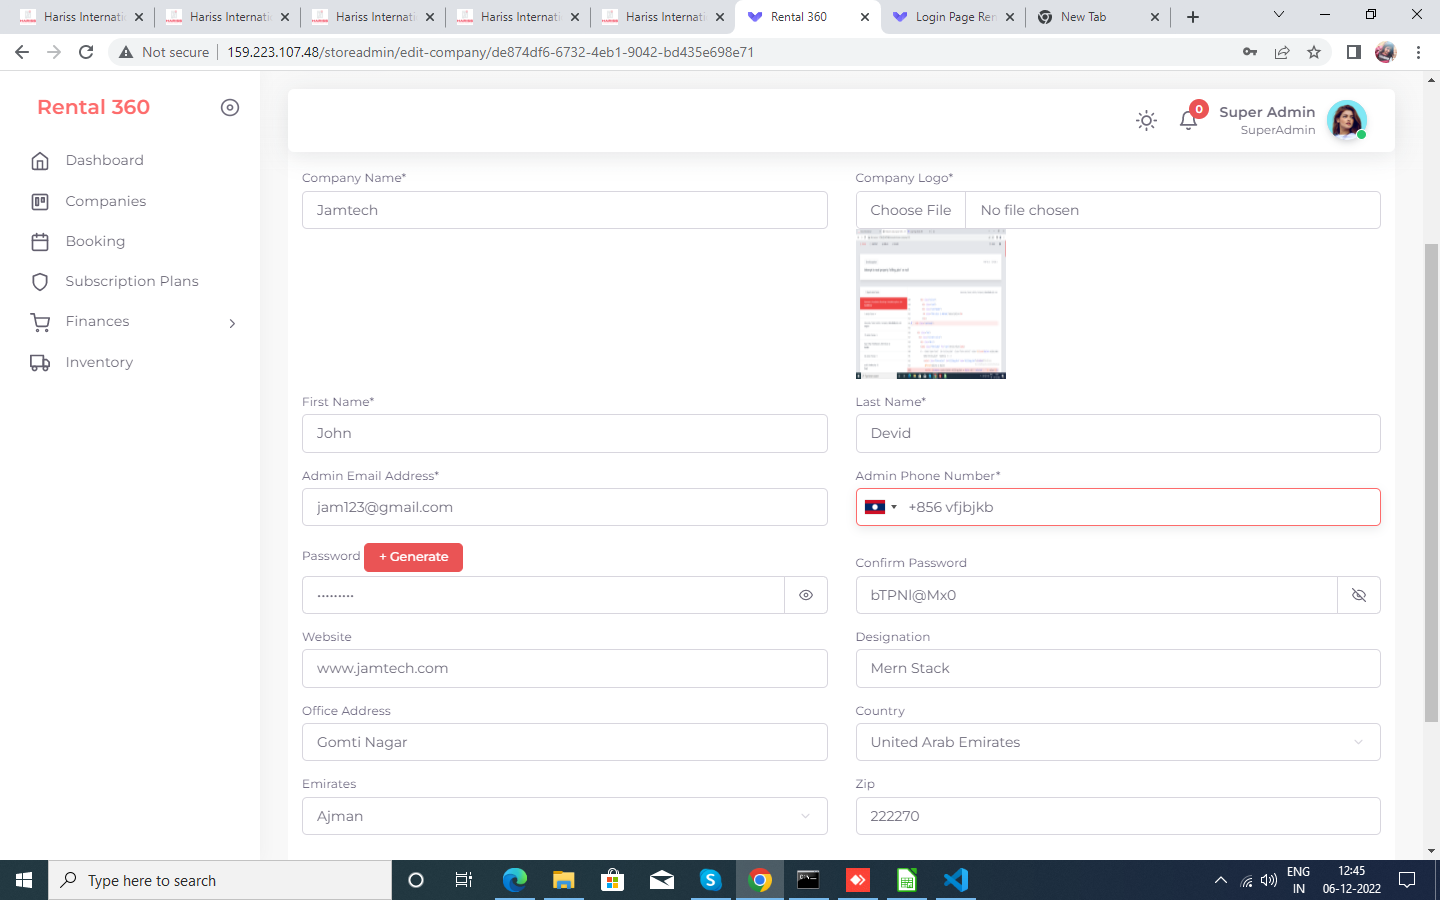 Hariss Internatio
Hariss Internatio
Hariss Internatio
Hariss Internatio
Hariss Internatio
Rental 360
Login Page Ren
New Tab
Not secure
159.223.107.48/storeadmin/edit-company/de874df6-6732-4eb1-9042-bd435e698e71
Rental 360
0
Super Admin
SuperAdmin
Dashboard
Companies
Booking
Subscription Plans
Finances
Inventory
Company Name*
Company Logo*
Jamtech
Choose File
No file chosen
First Name*
Last Name*
John
Devid
Admin Email Address*
Admin Phone Number*
jam123@gmail.com
+856 vfjbjkb
Password
+ Generate
Confirm Password
·········
bTPNI@Mx0
Website
Designation
www.jamtech.com
Mern Stack
Office Address
Country
Gomti Nagar
United Arab Emirates
Emirates
Zip
Ajman
222270
Type here to search
ENG
IN
12:45
06-12-2022